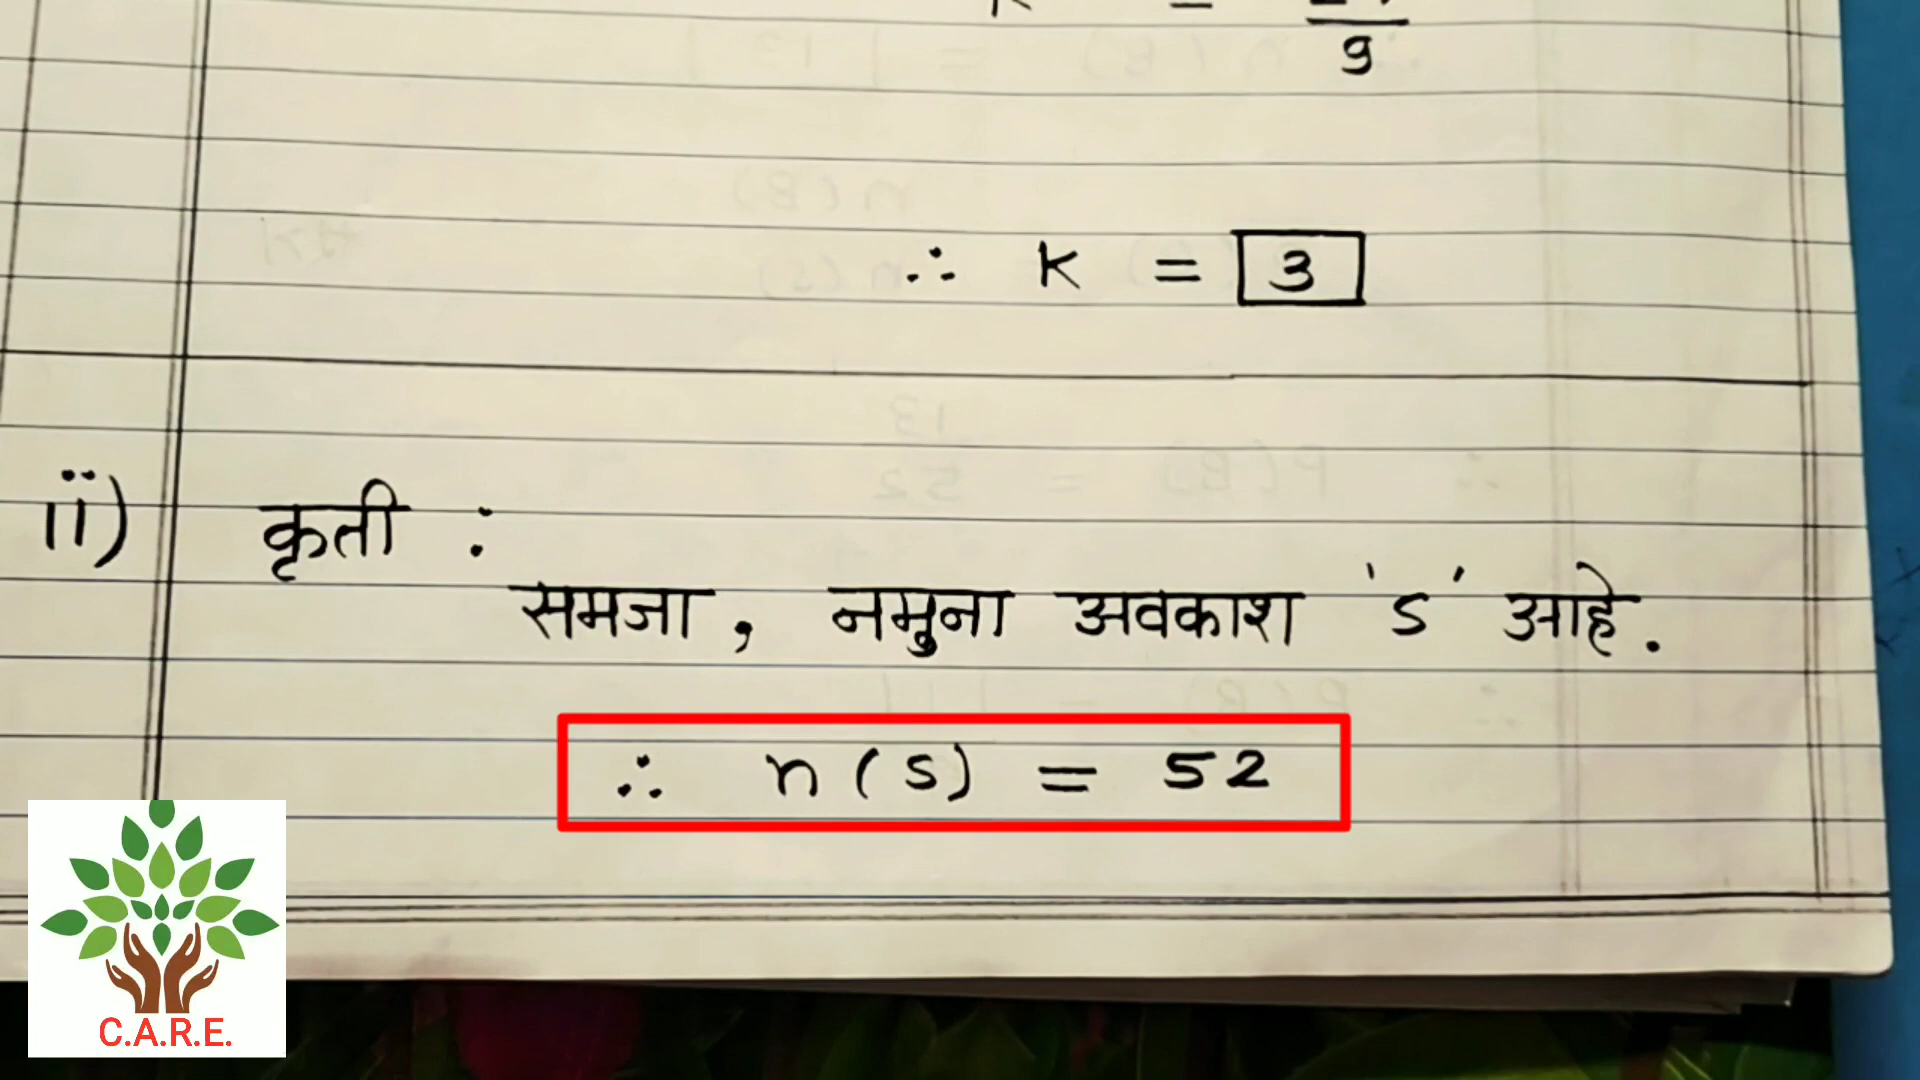 9
∴ K = 3
ii) कृती :
समजा , नमुना अवकाश 's' आहे .
∴ n(s) = 52
C.A.R.E.